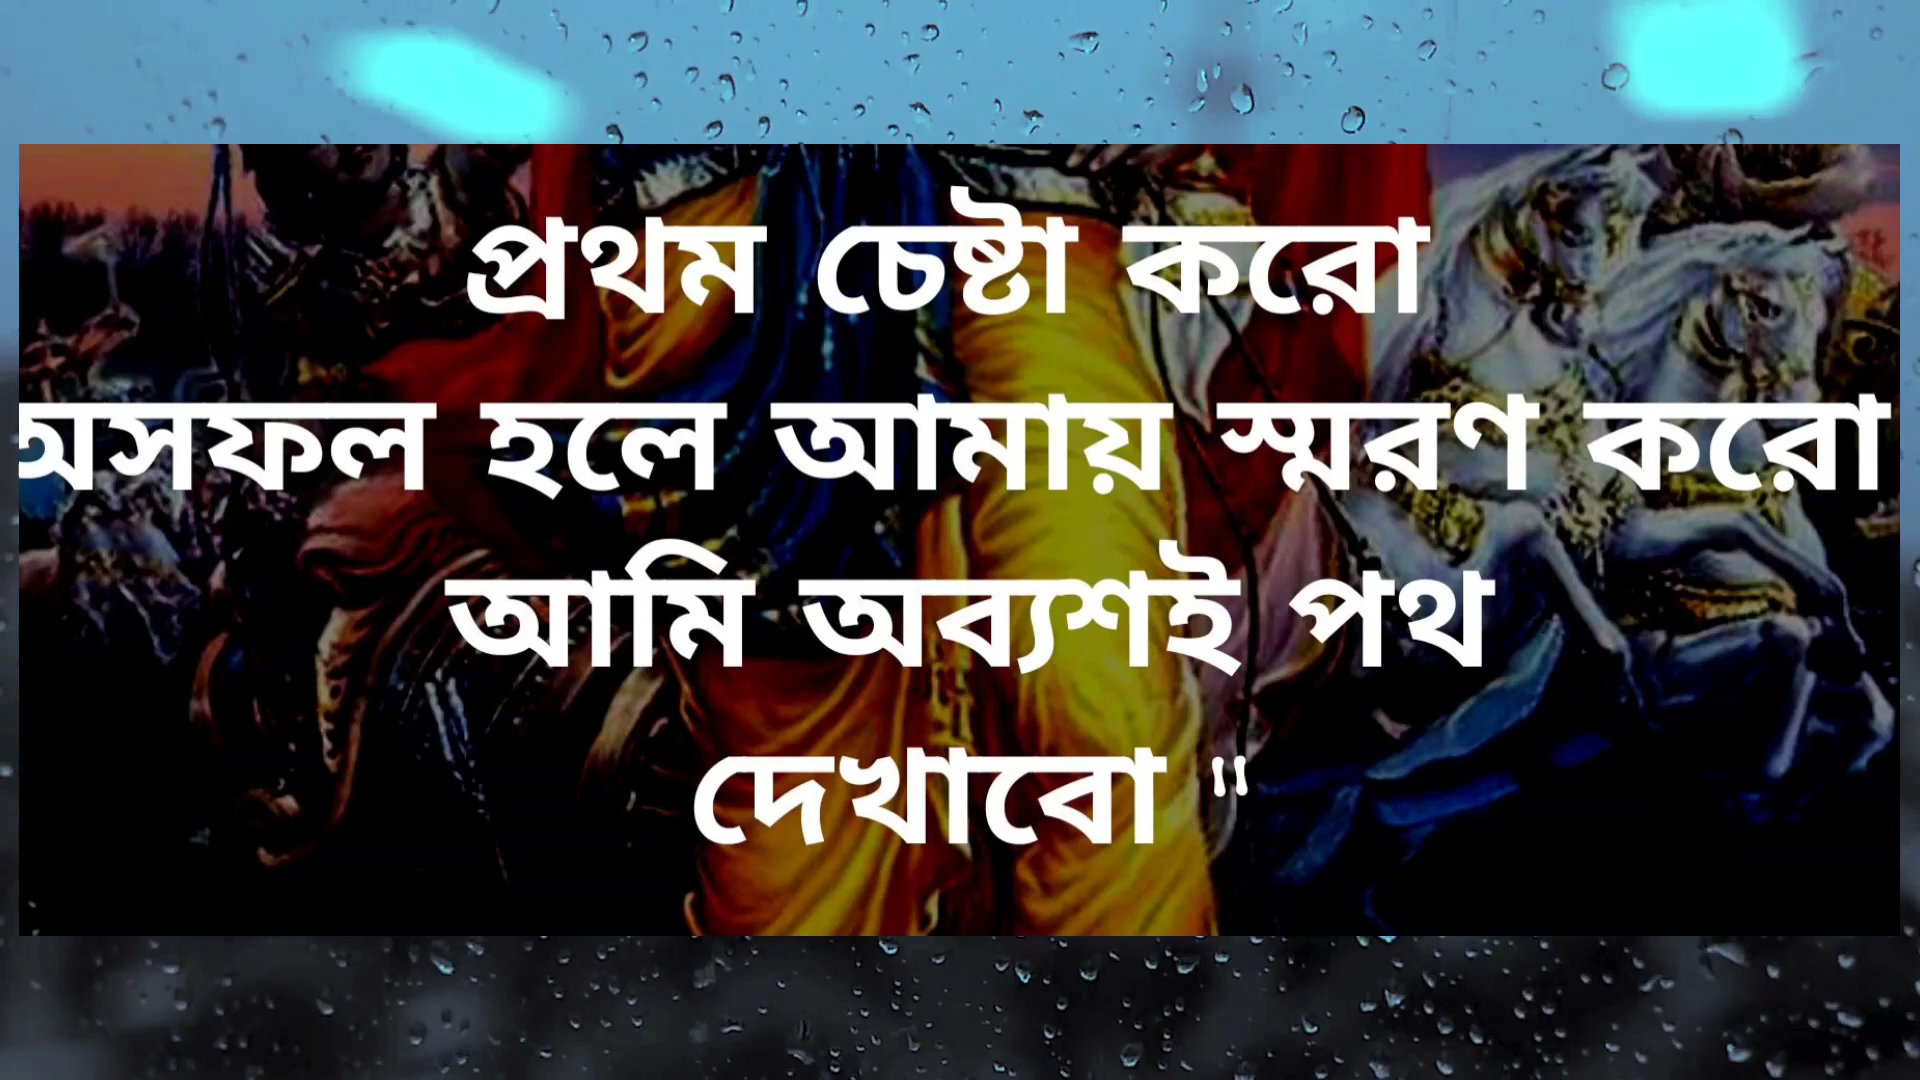 প্রথম চেষ্টা করো
অসফল হলে আমায় স্মরণ করো
আমি অব্যশই পথ
দেখাবো "